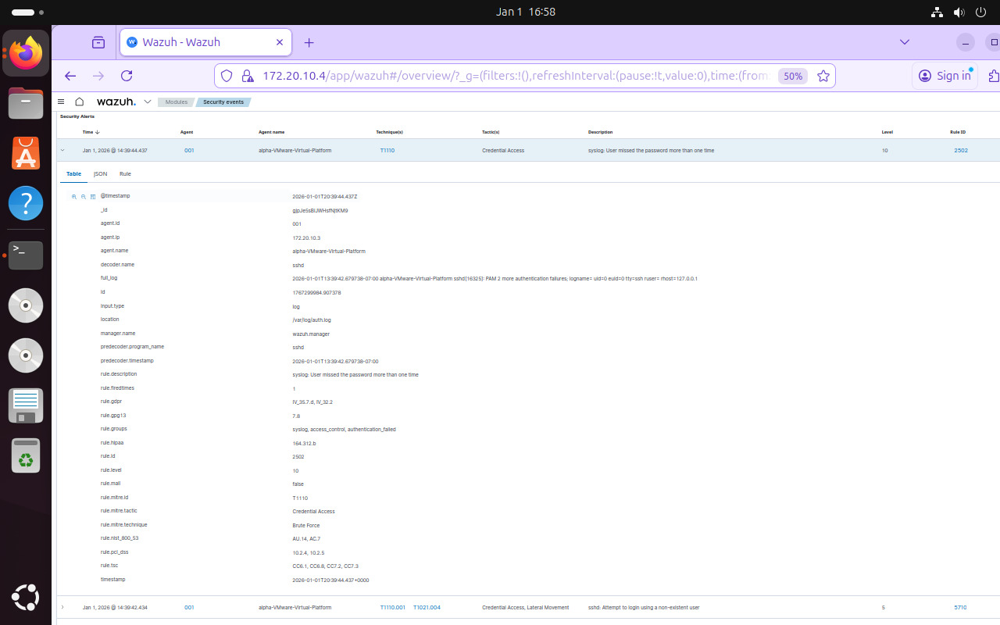 Jan 1 16:58
Wazuh - Wazuh
172.20.10.4/app/wazuh#/overview/?_g=(filters:!(),refreshInterval:(pause:!t,value:0),time:(from:
50%
Sign in
wazuh.
Modules
Security events
Security Alerts
Time Agent Agent name Technique(s) Tactic(s) Description Level Rule ID
Jan 1, 2026 @ 14:39:44.437 001 alpha-VMware-Virtual-Platform T1110 Credential Access syslog: User missed the password more than one time 10 2502
Table JSON Rule
@timestamp 2026-01-01T20:39:44.437Z
_id
agent.id 001
agent.ip 172.20.10.3
agent.name alpha-VMware-Virtual-Platform
decoder.name sshd
full_log 2026-01-01T13:39:42.679738-07:00 alpha-VMware-Virtual-Platform sshd[16325]: PAM 2 more authentication failures; logname= uid=0 euid=0 tty=ssh ruser= rhost=127.0.0.1
id 1767299984.907378
input.type log
location /var/log/auth.log
manager.name wazuh.manager
predecoder.program_name sshd
predecoder.timestamp 2026-01-01T13:39:42.679738-07:00
rule.description syslog: User missed the password more than one time
rule.firedtimes 1
rule.gdpr IV_35.7.d, IV_32.2
rule.gpg13 7.8
rule.groups syslog, access_control, authentication_failed
rule.hipaa 164.312.b
rule.id 2502
rule.level 10
rule.mail false
rule.mitre.id T1110
rule.mitre.tactic Credential Access
rule.mitre.technique Brute Force
rule.nist_800_53 AU.14, AC.7
rule.pci_dss 10.2.4, 10.2.5
rule.tsc CC6.1, CC6.8, CC7.2, CC7.3
timestamp 2026-01-01T20:39:44.437+0000
Jan 1, 2026 @ 14:39:42.434 001 alpha-VMware-Virtual-Platform T1110.001 T1021.004 Credential Access, Lateral Movement sshd: Attempt to login using a non-existent user 5 5710